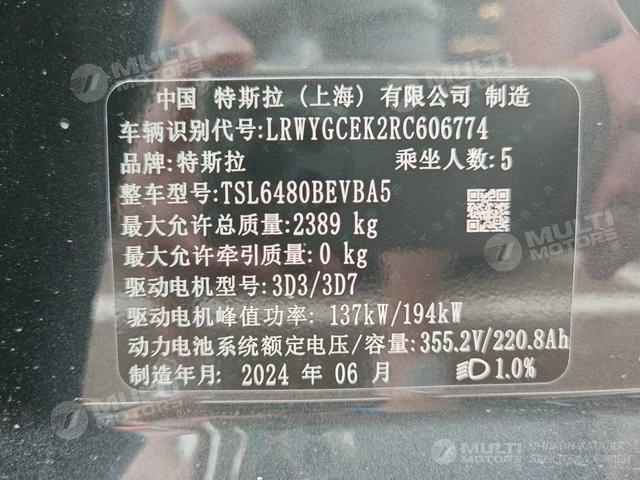 中国 特斯拉 (上海) 有限公司 制造
车辆识别代号:LRWYGCEK2RC606774
品牌:特斯拉 乘坐人数:5
整车型号:TSL6480BEVBA5
最大允许总质量:2389 kg
最大允许牵引质量:0 kg
驱动电机型号:3D3/3D7
驱动电机峰值功率: 137kW/194kW
动力电池系统额定电压/容量:355.2V/220.8Ah
制造年月: 2024 年 06 月 1.0%
MULTI
MOTORS
MULTI
MOTORS
MULTI
MOTORS
MULTI
MOTORS
MULTI
MOTORS